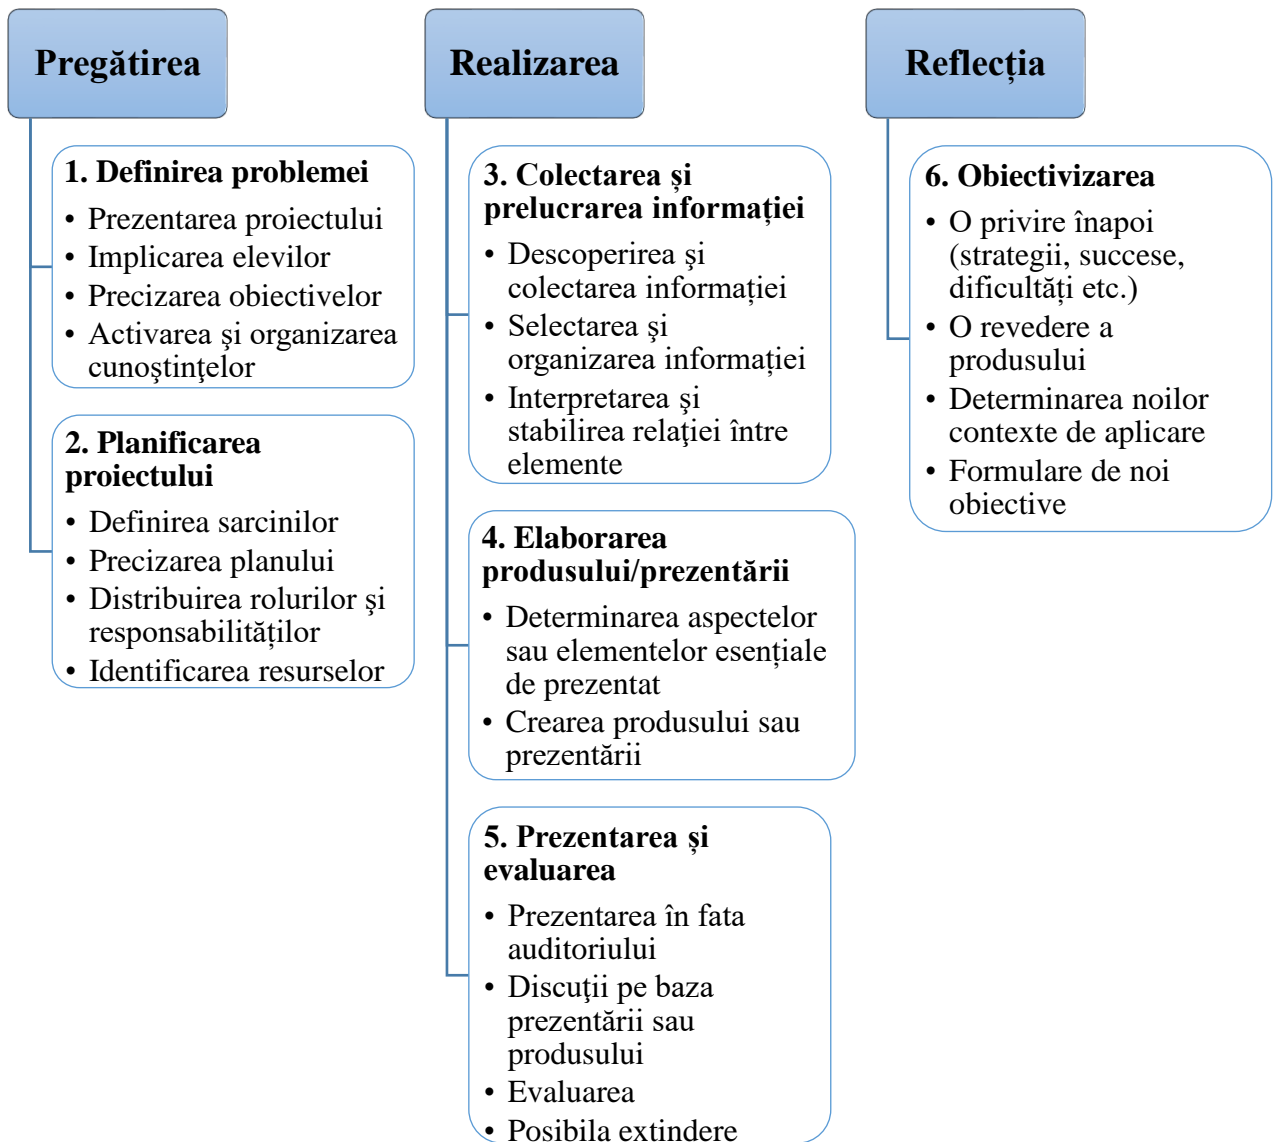 Pregătirea
1. Definirea problemei
• Prezentarea proiectului
• Implicarea elevilor
• Precizarea obiectivelor
• Activarea şi organizarea
cunoştinţelor
2. Planificarea
proiectului
• Definirea sarcinilor
• Precizarea planului
• Distribuirea rolurilor şi
responsabilităților
• Identificarea resurselor
Realizarea
3. Colectarea și
prelucrarea informației
• Descoperirea şi
colectarea informației
• Selectarea şi
organizarea informației
• Interpretarea şi
stabilirea relaţiei între
elemente
4. Elaborarea
produsului/prezentării
• Determinarea aspectelor
sau elementelor esențiale
de prezentat
• Crearea produsului sau
prezentării
5. Prezentarea și
evaluarea
• Prezentarea în fata
auditoriului
• Discuţii pe baza
prezentării sau
produsului
• Evaluarea
• Posibila extindere
Reflecția
6. Obiectivizarea
• O privire înapoi
(strategii, succese,
dificultăți etc.)
• O revedere a
produsului
• Determinarea noilor
contexte de aplicare
• Formulare de noi
obiective